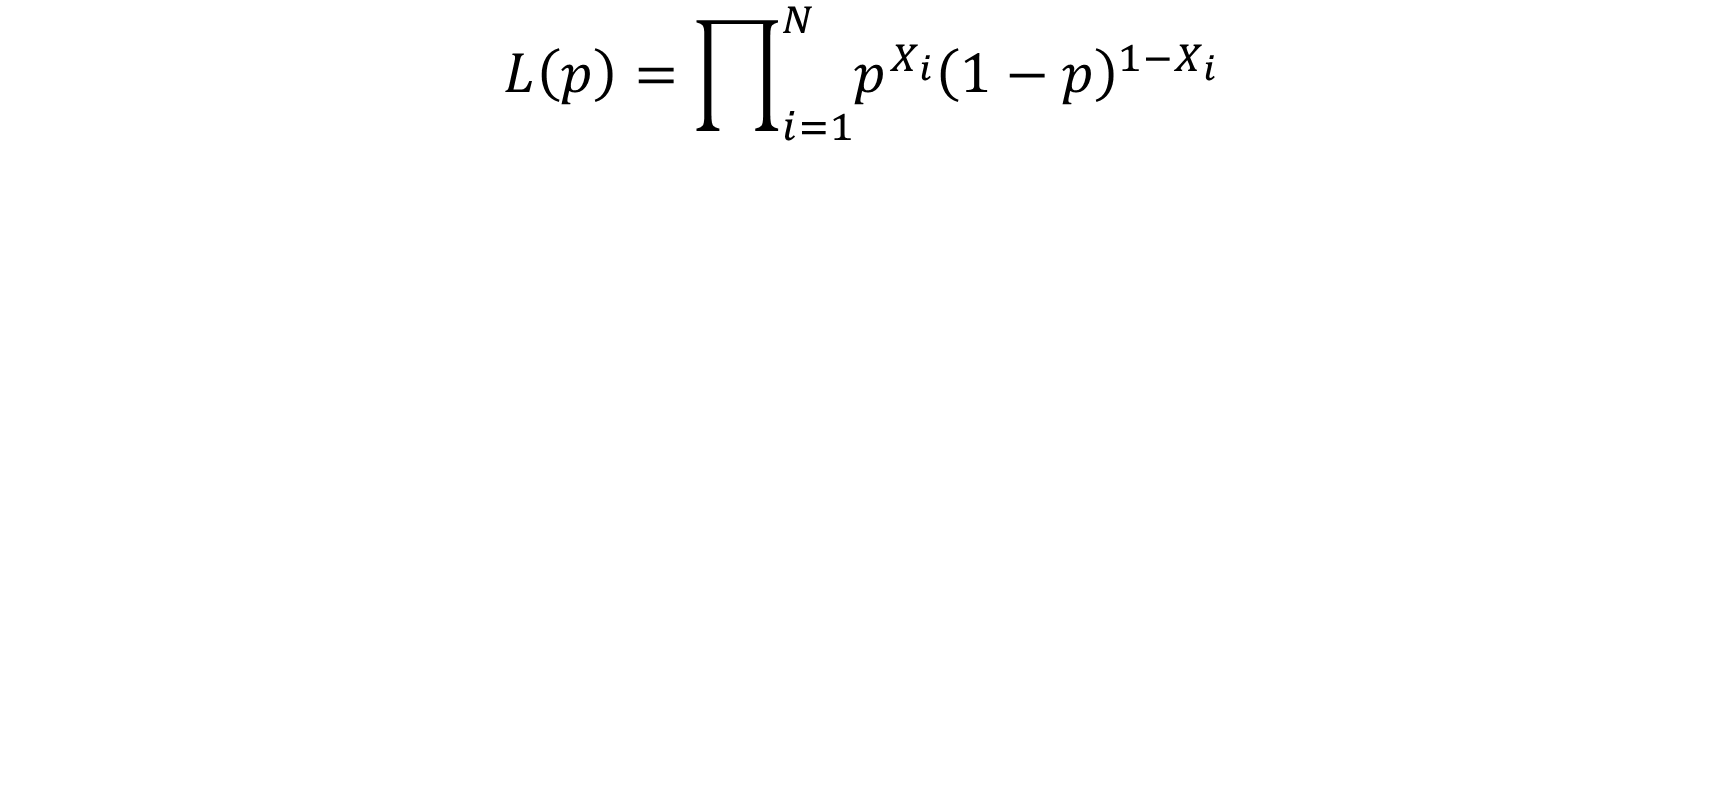 L(p) = ∏_{i=1}^{N} p^{X_i}(1 − p)^{1−X_i}